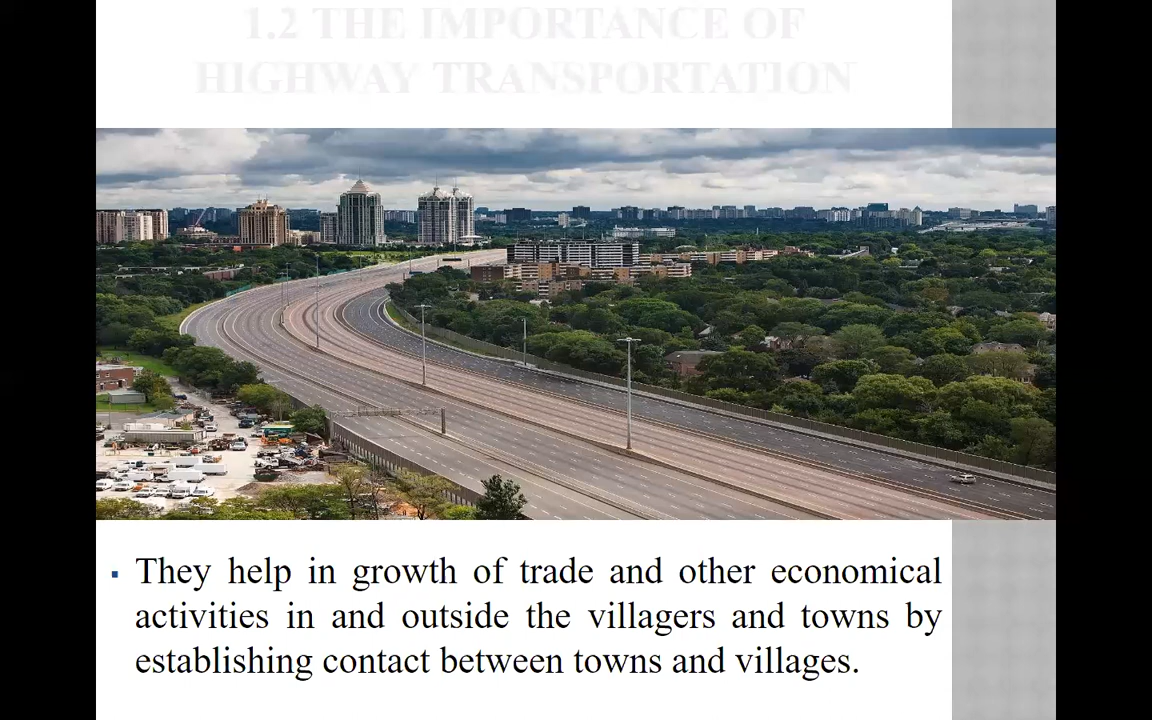 1.2 THE IMPORTANCE OF
HIGHWAY TRANSPORTATION
▪ They help in growth of trade and other economical
activities in and outside the villagers and towns by
establishing contact between towns and villages.